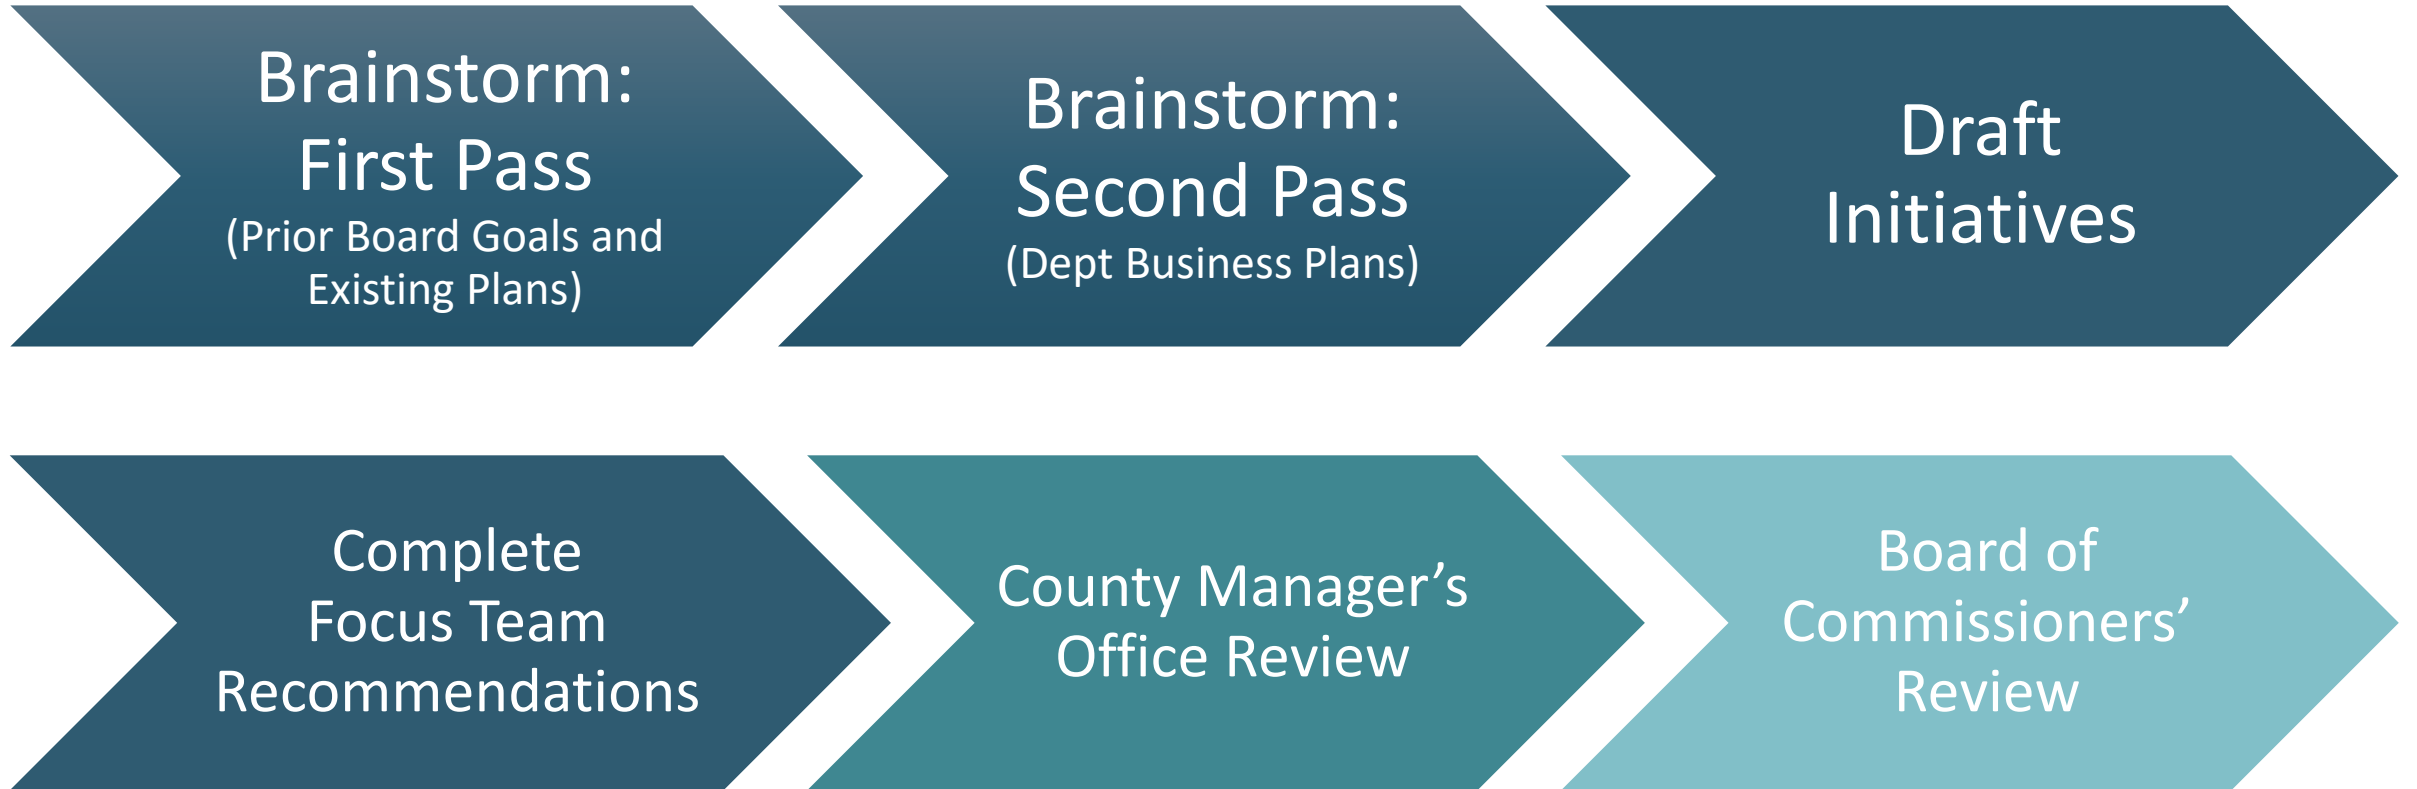 Brainstorm:
First Pass
(Prior Board Goals and
Existing Plans)
Brainstorm:
Second Pass
(Dept Business Plans)
Draft
Initiatives
Complete
Focus Team
Recommendations
County Manager’s
Office Review
Board of
Commissioners’
Review